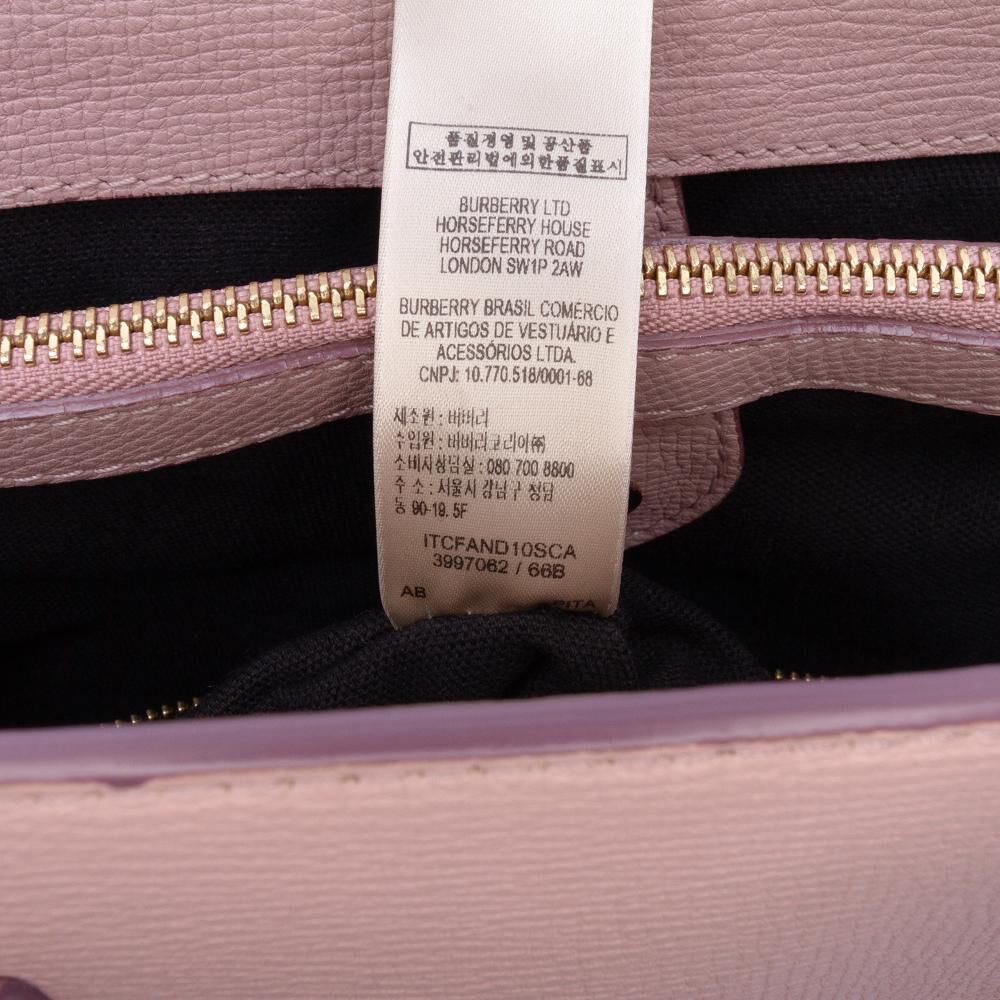 품질경영 및 공산품
안전관리법에의한품질표시
BURBERRY LTD
HORSEFERRY HOUSE
HORSEFERRY ROAD
LONDON SW1P 2AW
BURBERRY BRASIL COMERCIO
DE ARTIGOS DE VESTUÁRIO E
ACESSÓRIOS LTDA.
CNPJ: 10.770.518/0001-68
제조원 : 버버리
수입원 : 버버리코리아㈜
소비자상담실 : 080 700 8800
주 소 : 서울시 강남구 청담
동 90-19. 5F
ITCFAND10SCA
3997062 / 66B
AB